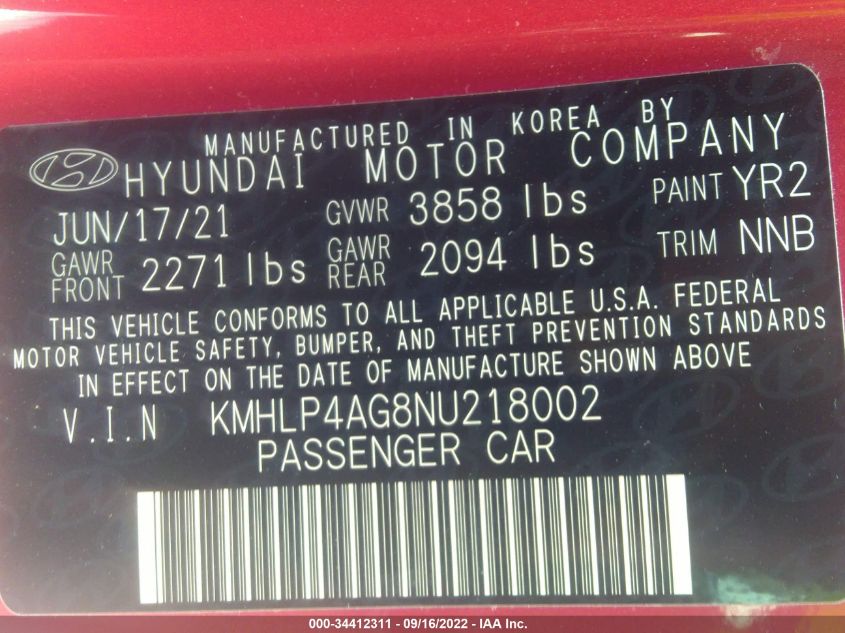 MANUFACTURED IN KOREA BY
HYUNDAI MOTOR COMPANY
JUN/17/21 GVWR 3858 lbs PAINT YR2
GAWR FRONT 2271 lbs GAWR REAR 2094 lbs TRIM NNB
THIS VEHICLE CONFORMS TO ALL APPLICABLE U.S.A. FEDERAL
MOTOR VEHICLE SAFETY, BUMPER, AND THEFT PREVENTION STANDARDS
IN EFFECT ON THE DATE OF MANUFACTURE SHOWN ABOVE
V.I.N KMHLP4AG8NU218002
PASSENGER CAR
000-34412311 - 09/16/2022 - IAA Inc.